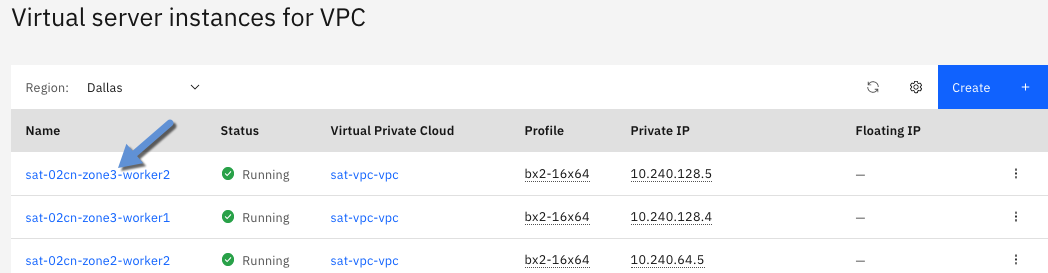 Virtual server instances for VPC
Region: Dallas Create +
Name Status Virtual Private Cloud Profile Private IP Floating IP
sat-02cn-zone3-worker2 Running sat-vpc-vpc bx2-16x64 10.240.128.5 –
sat-02cn-zone3-worker1 Running sat-vpc-vpc bx2-16x64 10.240.128.4 –
sat-02cn-zone2-worker2 Running sat-vpc-vpc bx2-16x64 10.240.64.5 –